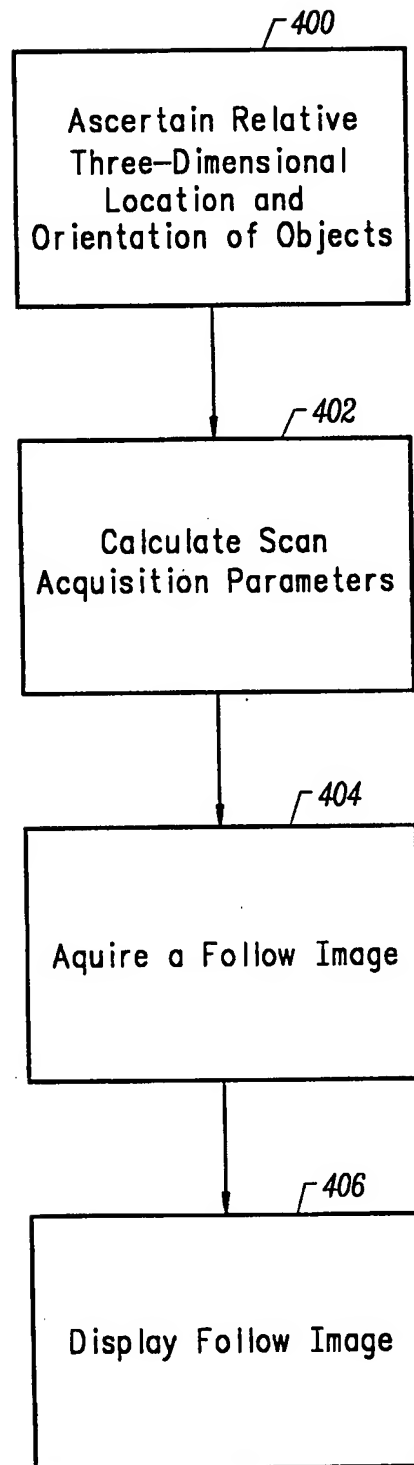 400
Ascertain Relative
Three-Dimensional
Location and
Orientation of Objects
402
Calculate Scan
Acquisition Parameters
404
Aquire a Follow Image
406
Display Follow Image